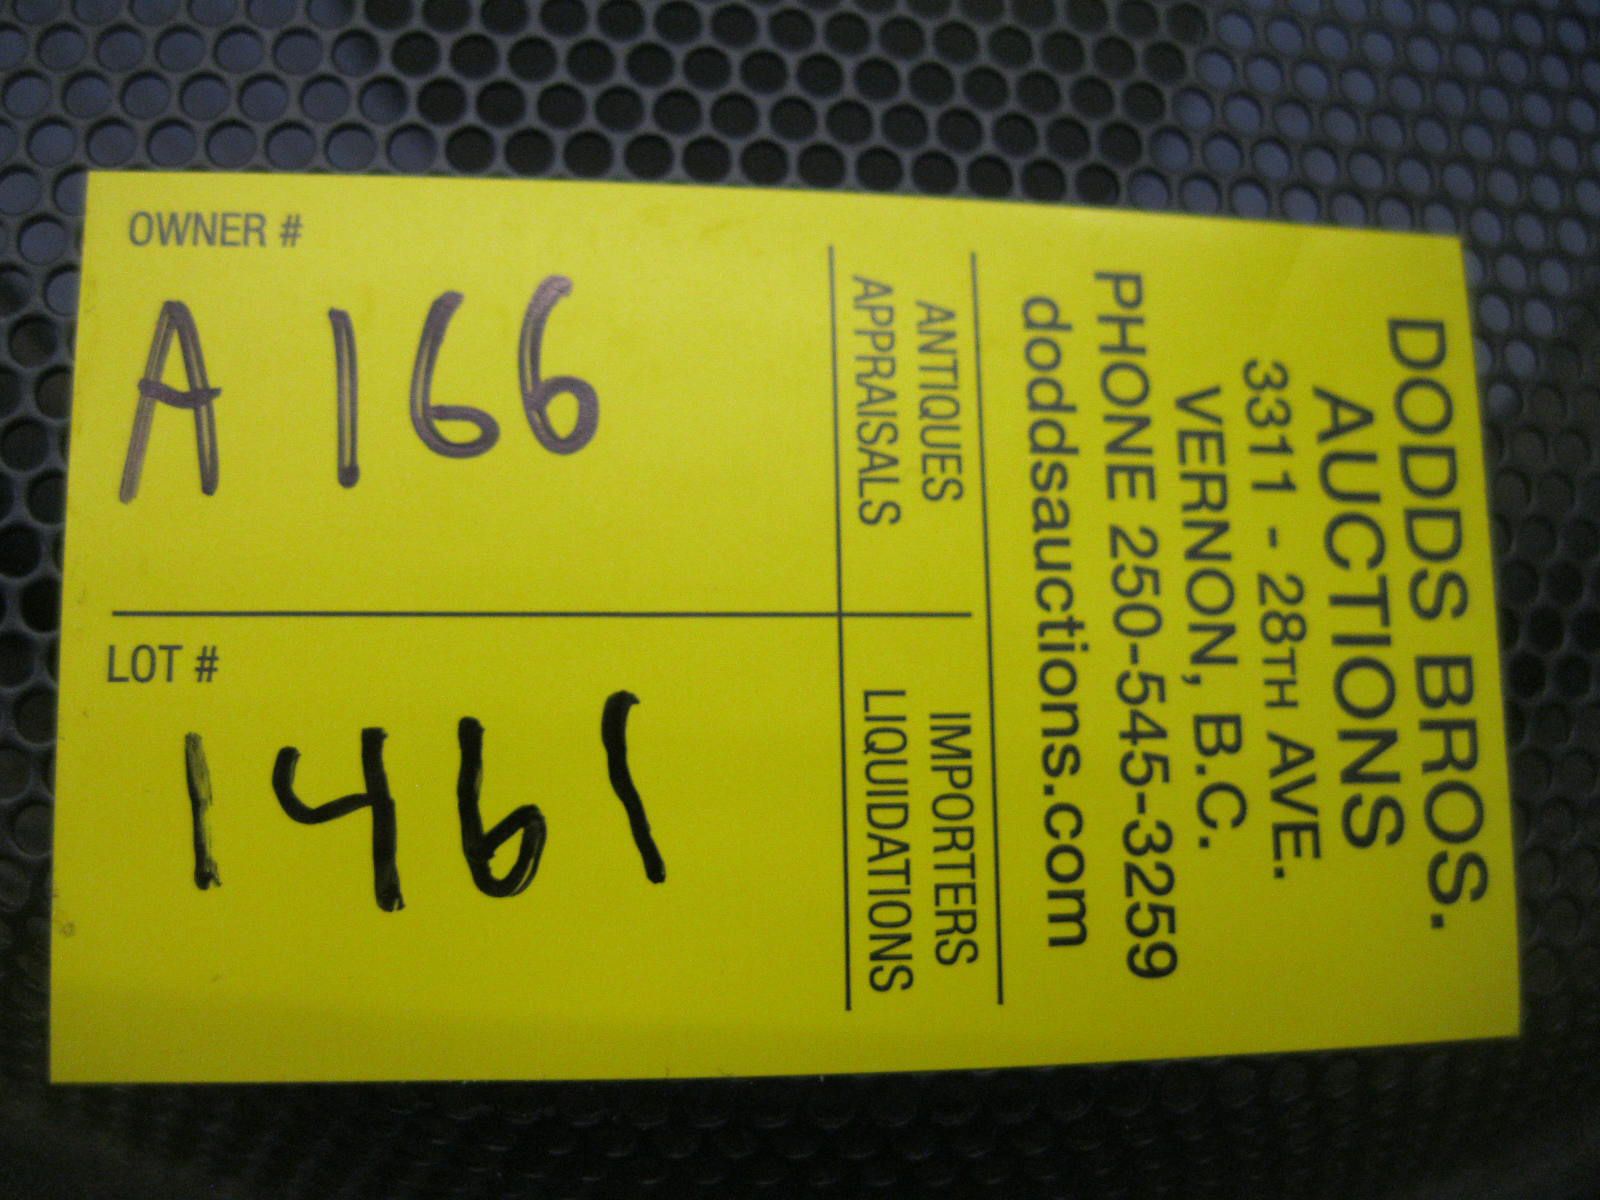 DODDS BROS.
AUCTIONS
3311 - 28TH AVE.
VERNON, B.C.
PHONE 250-545-3259
doddsauctions.com
ANTIQUES
APPRAISALS
IMPORTERS
LIQUIDATIONS
OWNER #
A 166
LOT #
1461